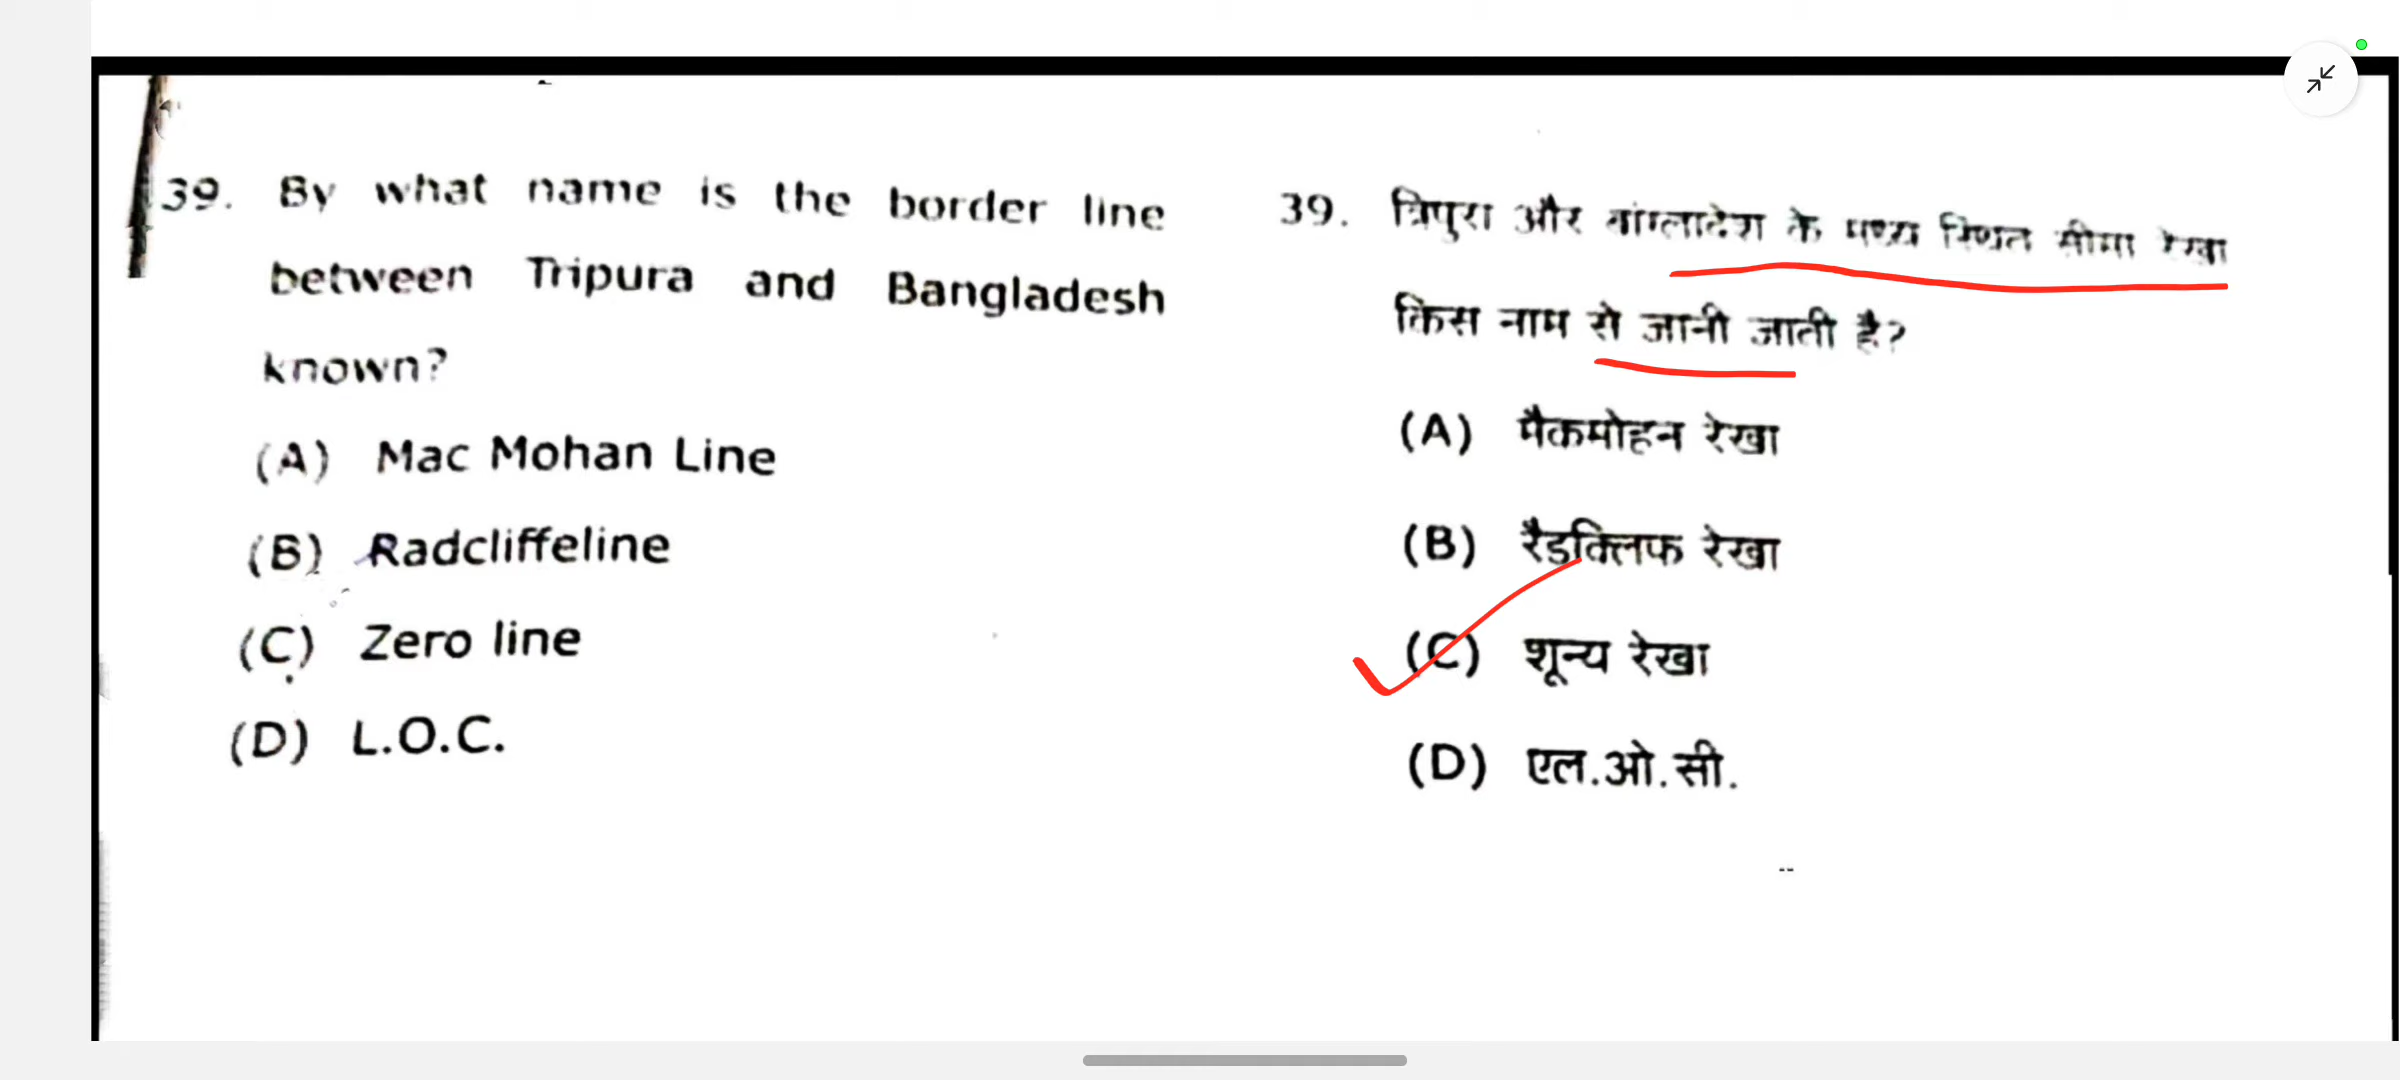 39. By what name is the border line
between Tripura and Bangladesh
known?
(A) Mac Mohan Line
(B) Radcliffeline
(C) Zero line
(D) L.O.C.
39. त्रिपुरा और बांग्लादेश के मध्य स्थित सीमा रेखा
किस नाम से जानी जाती है?
(A) मैकमोहन रेखा
(B) रैडक्लिफ रेखा
(C) शून्य रेखा
(D) एल.ओ.सी.